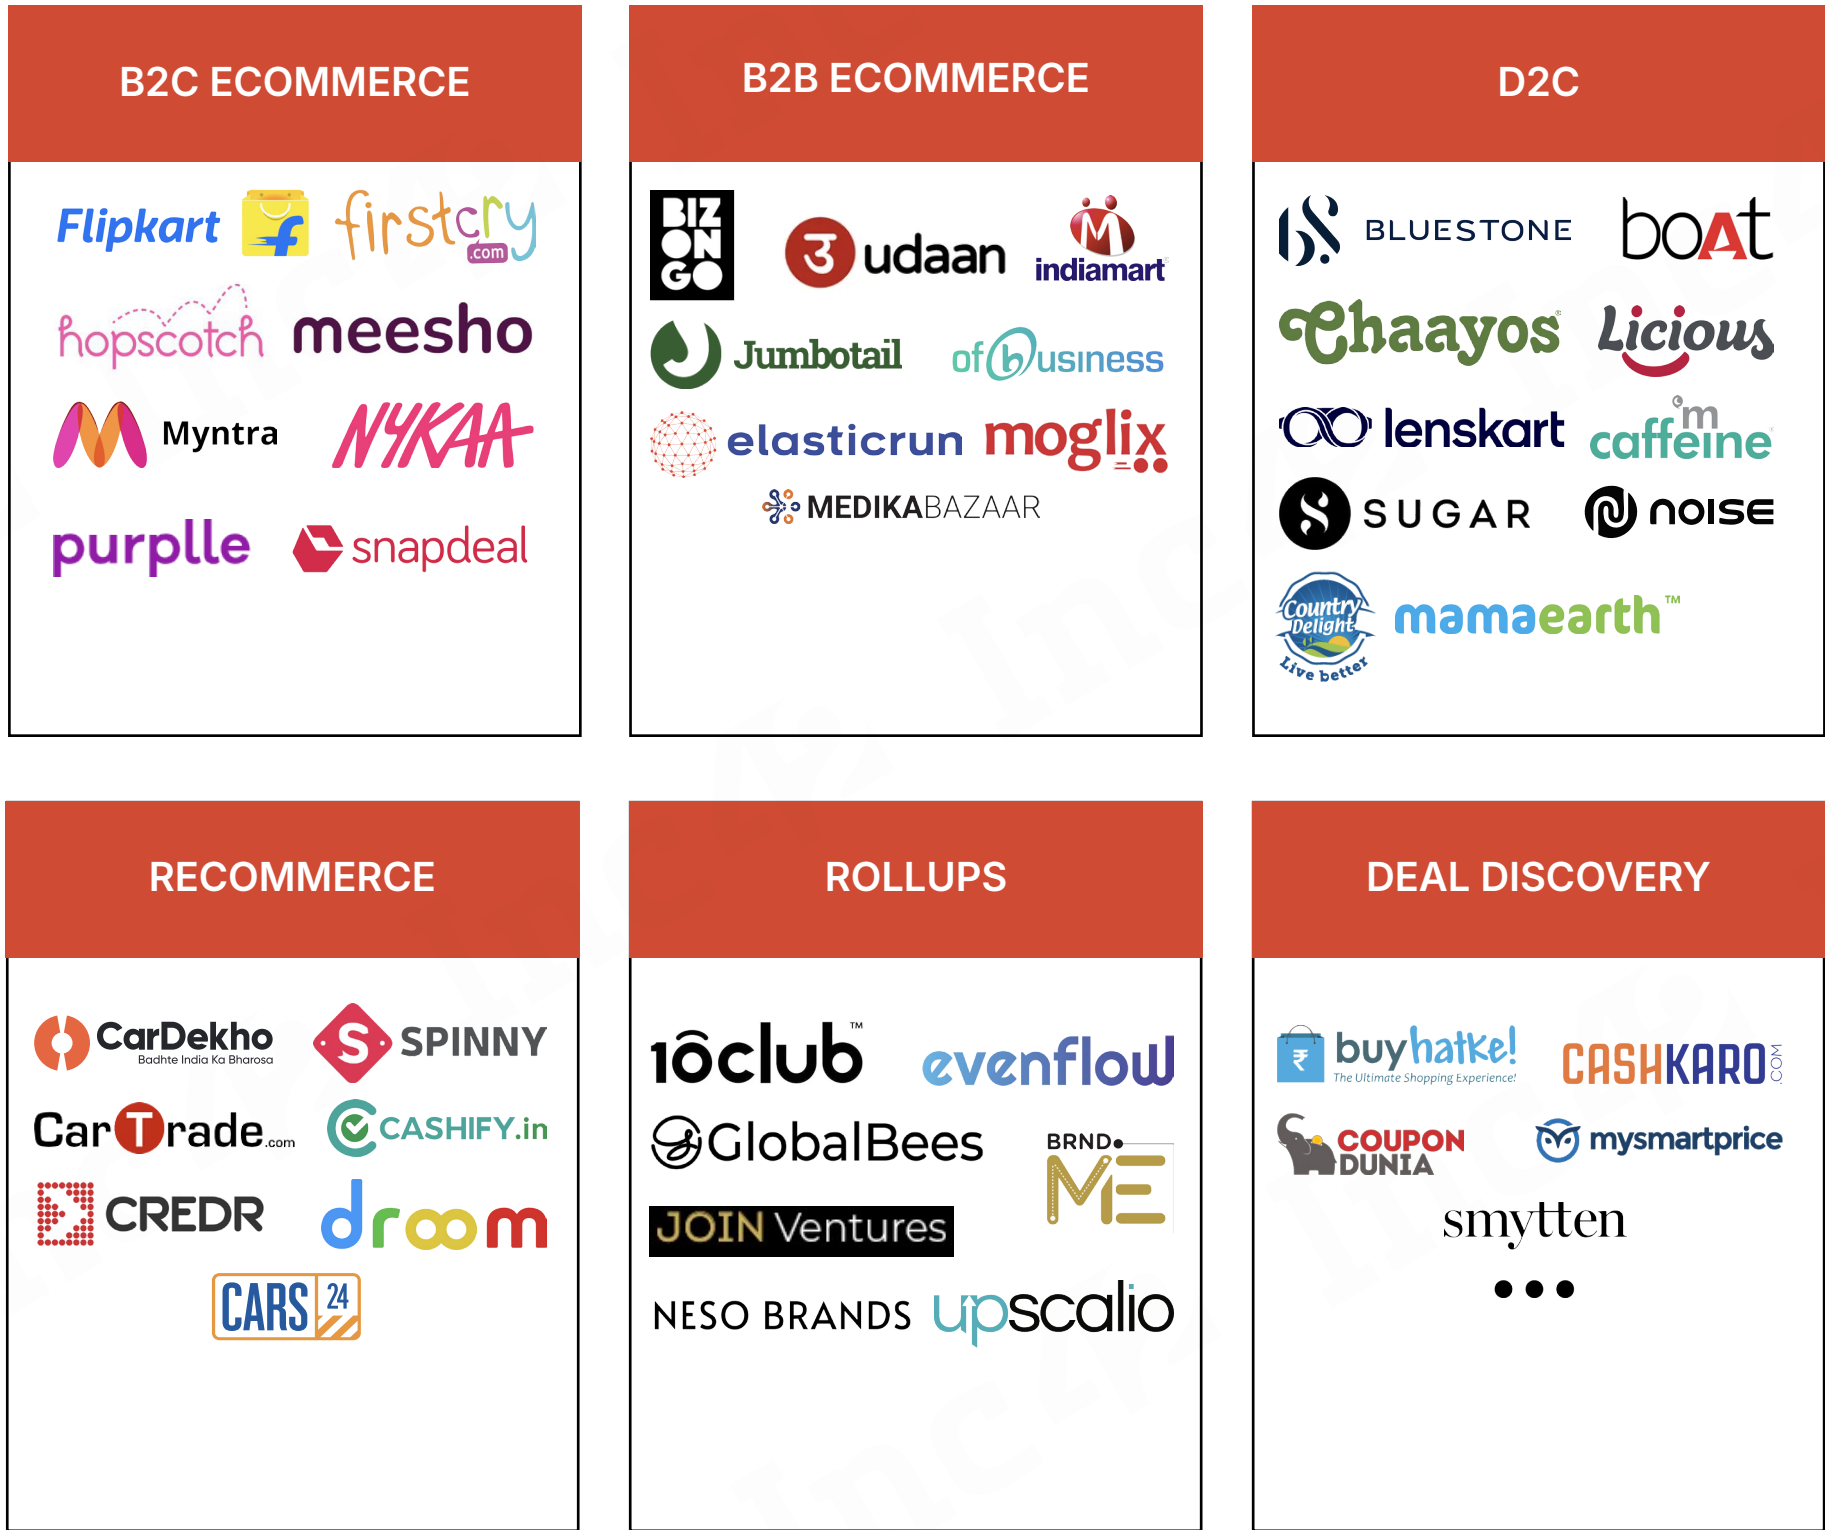 B2C ECOMMERCE
Flipkart
firstcry
.com
hopscotch
meesho
Myntra
NYKAA
purplle
snapdeal
B2B ECOMMERCE
BIZ
ON
GO
उ udaan
indiamart
Jumbotail
ofbusiness
elasticrun
moglix
MEDIKABAZAAR
D2C
BLUESTONE
boAt
Chaayos
Licious
lenskart
i'm
caffeine
SUGAR
NOISE
Country
Delight
Live better
mamaearth™
RECOMMERCE
CarDekho
Badhte India Ka Bharosa
S SPINNY
CarTrade.com
CASHIFY.in
CREDR
droom
CARS 24
ROLLUPS
10club™
evenflow
GlobalBees
BRND.
ME
JOIN Ventures
NESO BRANDS
upscalio
DEAL DISCOVERY
₹ buyhatke!
The Ultimate Shopping Experience!
CASHKARO.COM
COUPON
DUNIA
mysmartprice
smytten
•••
Inc42